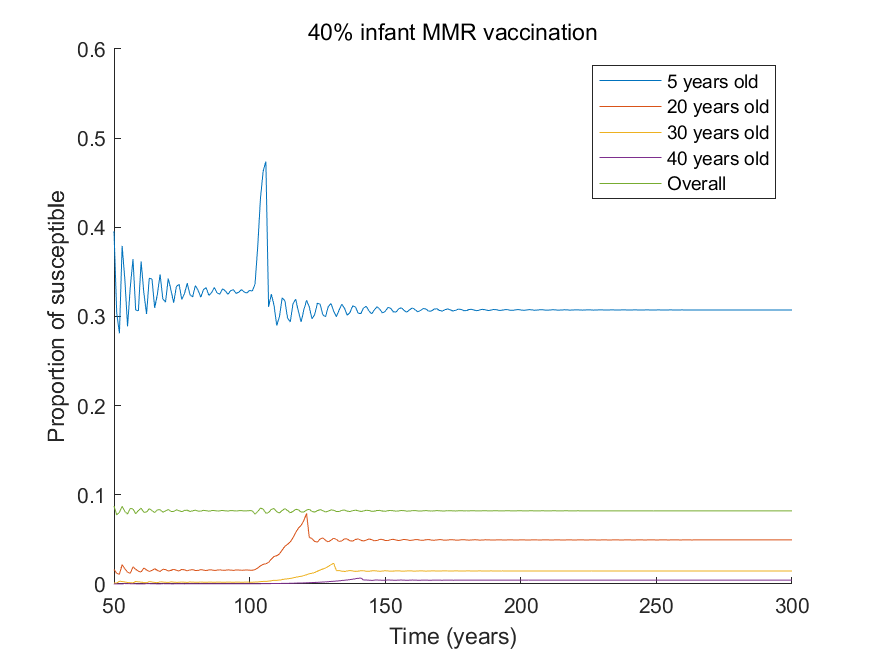 40% infant MMR vaccination
0.6
0.5
0.4
0.3
0.2
0.1
0
Proportion of susceptible
5 years old
20 years old
30 years old
40 years old
Overall
50
100
150
200
250
300
Time (years)